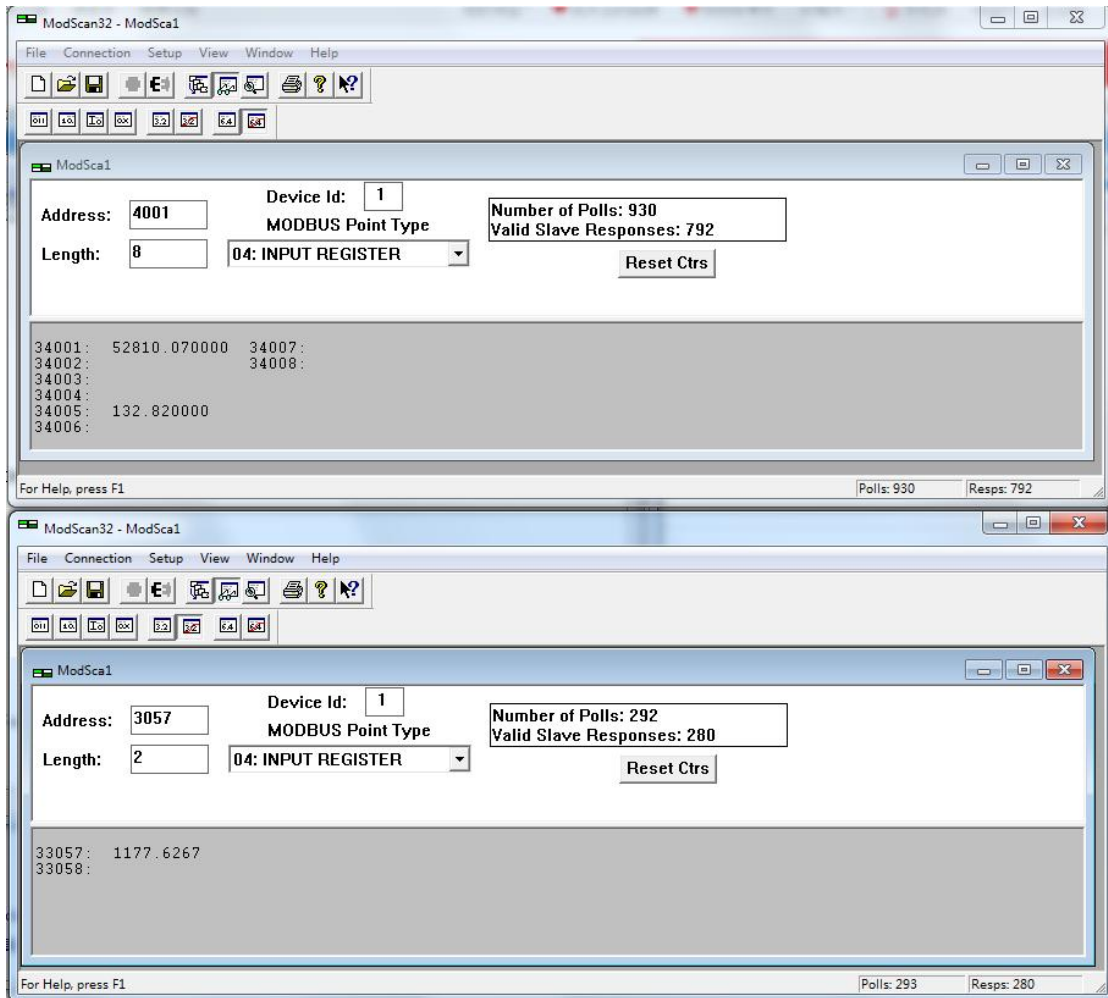 ModScan32 - ModSca1
File Connection Setup View Window Help
ModSca1
Device Id: 1
Address: 4001
MODBUS Point Type
Length: 8
04: INPUT REGISTER
Number of Polls: 930
Valid Slave Responses: 792
Reset Ctrs
34001: 52810.070000 34007:
34002: 34008:
34003:
34004:
34005: 132.820000
34006:
For Help, press F1 Polls: 930 Resps: 792
ModScan32 - ModSca1
File Connection Setup View Window Help
ModSca1
Device Id: 1
Address: 3057
MODBUS Point Type
Length: 2
04: INPUT REGISTER
Number of Polls: 292
Valid Slave Responses: 280
Reset Ctrs
33057: 1177.6267
33058:
For Help, press F1 Polls: 293 Resps: 280